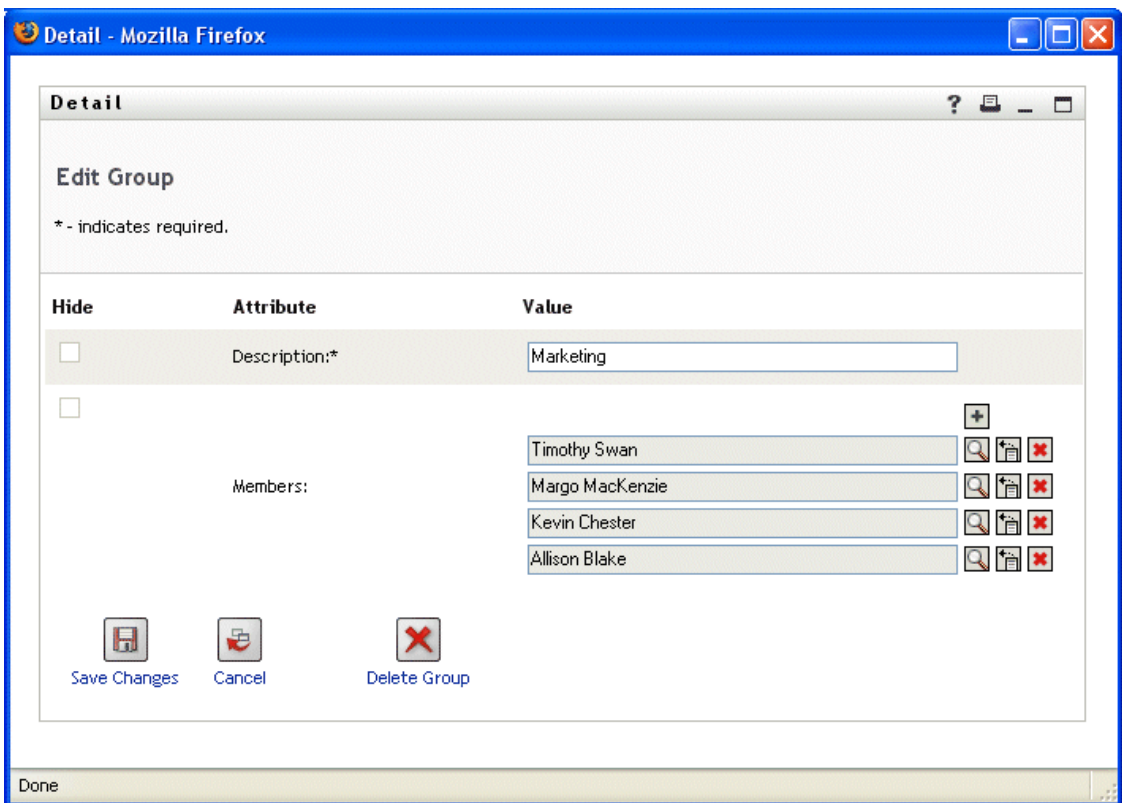 Detail - Mozilla Firefox
Detail
?
Edit Group
* - indicates required.
Hide Attribute Value
Description:* Marketing
Timothy Swan
Members: Margo MacKenzie
Kevin Chester
Allison Blake
Save Changes Cancel Delete Group
Done